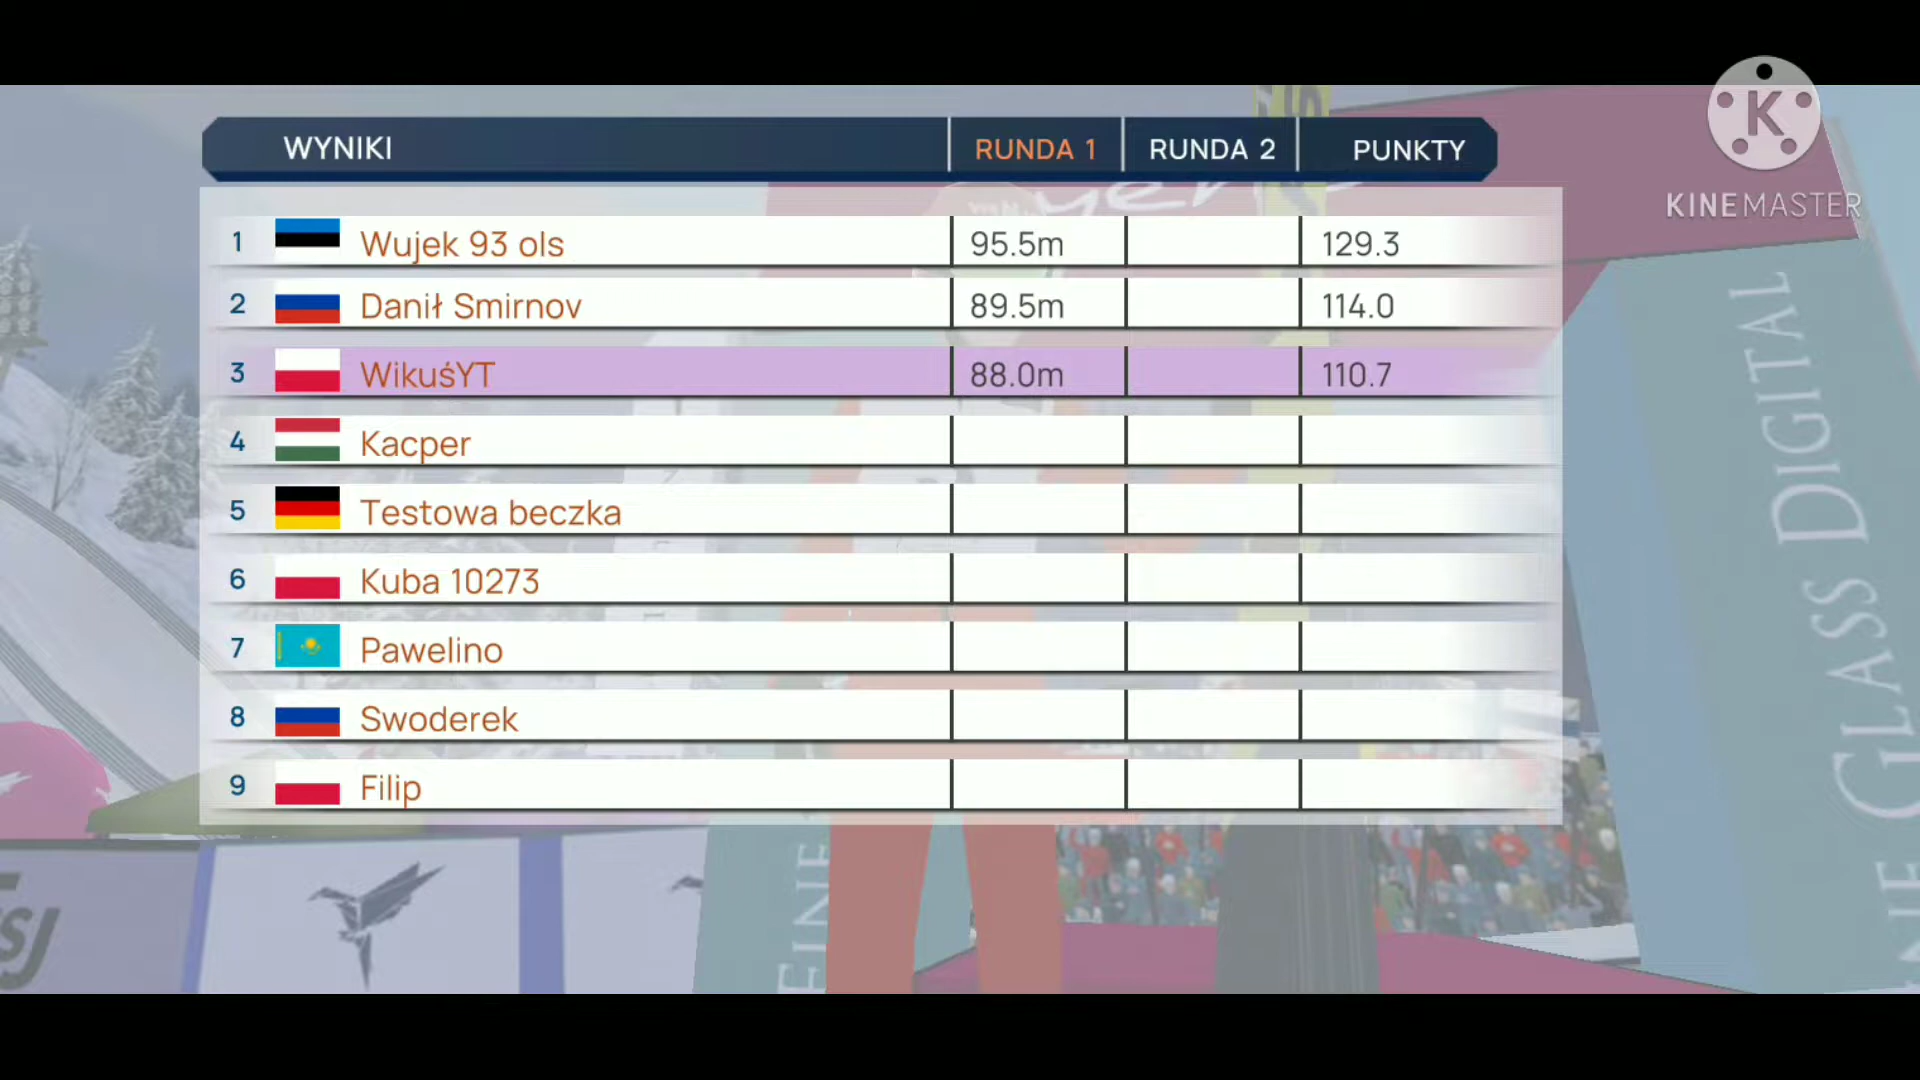 WYNIKI RUNDA 1 RUNDA 2 PUNKTY
KINEMASTER
1 Wujek 93 ols 95.5m 129.3
2 Danił Smirnov 89.5m 114.0
3 WikuśYT 88.0m 110.7
4 Kacper
5 Testowa beczka
6 Kuba 10273
7 Pawelino
8 Swoderek
9 Filip
GLASS DIGITAL
FINE